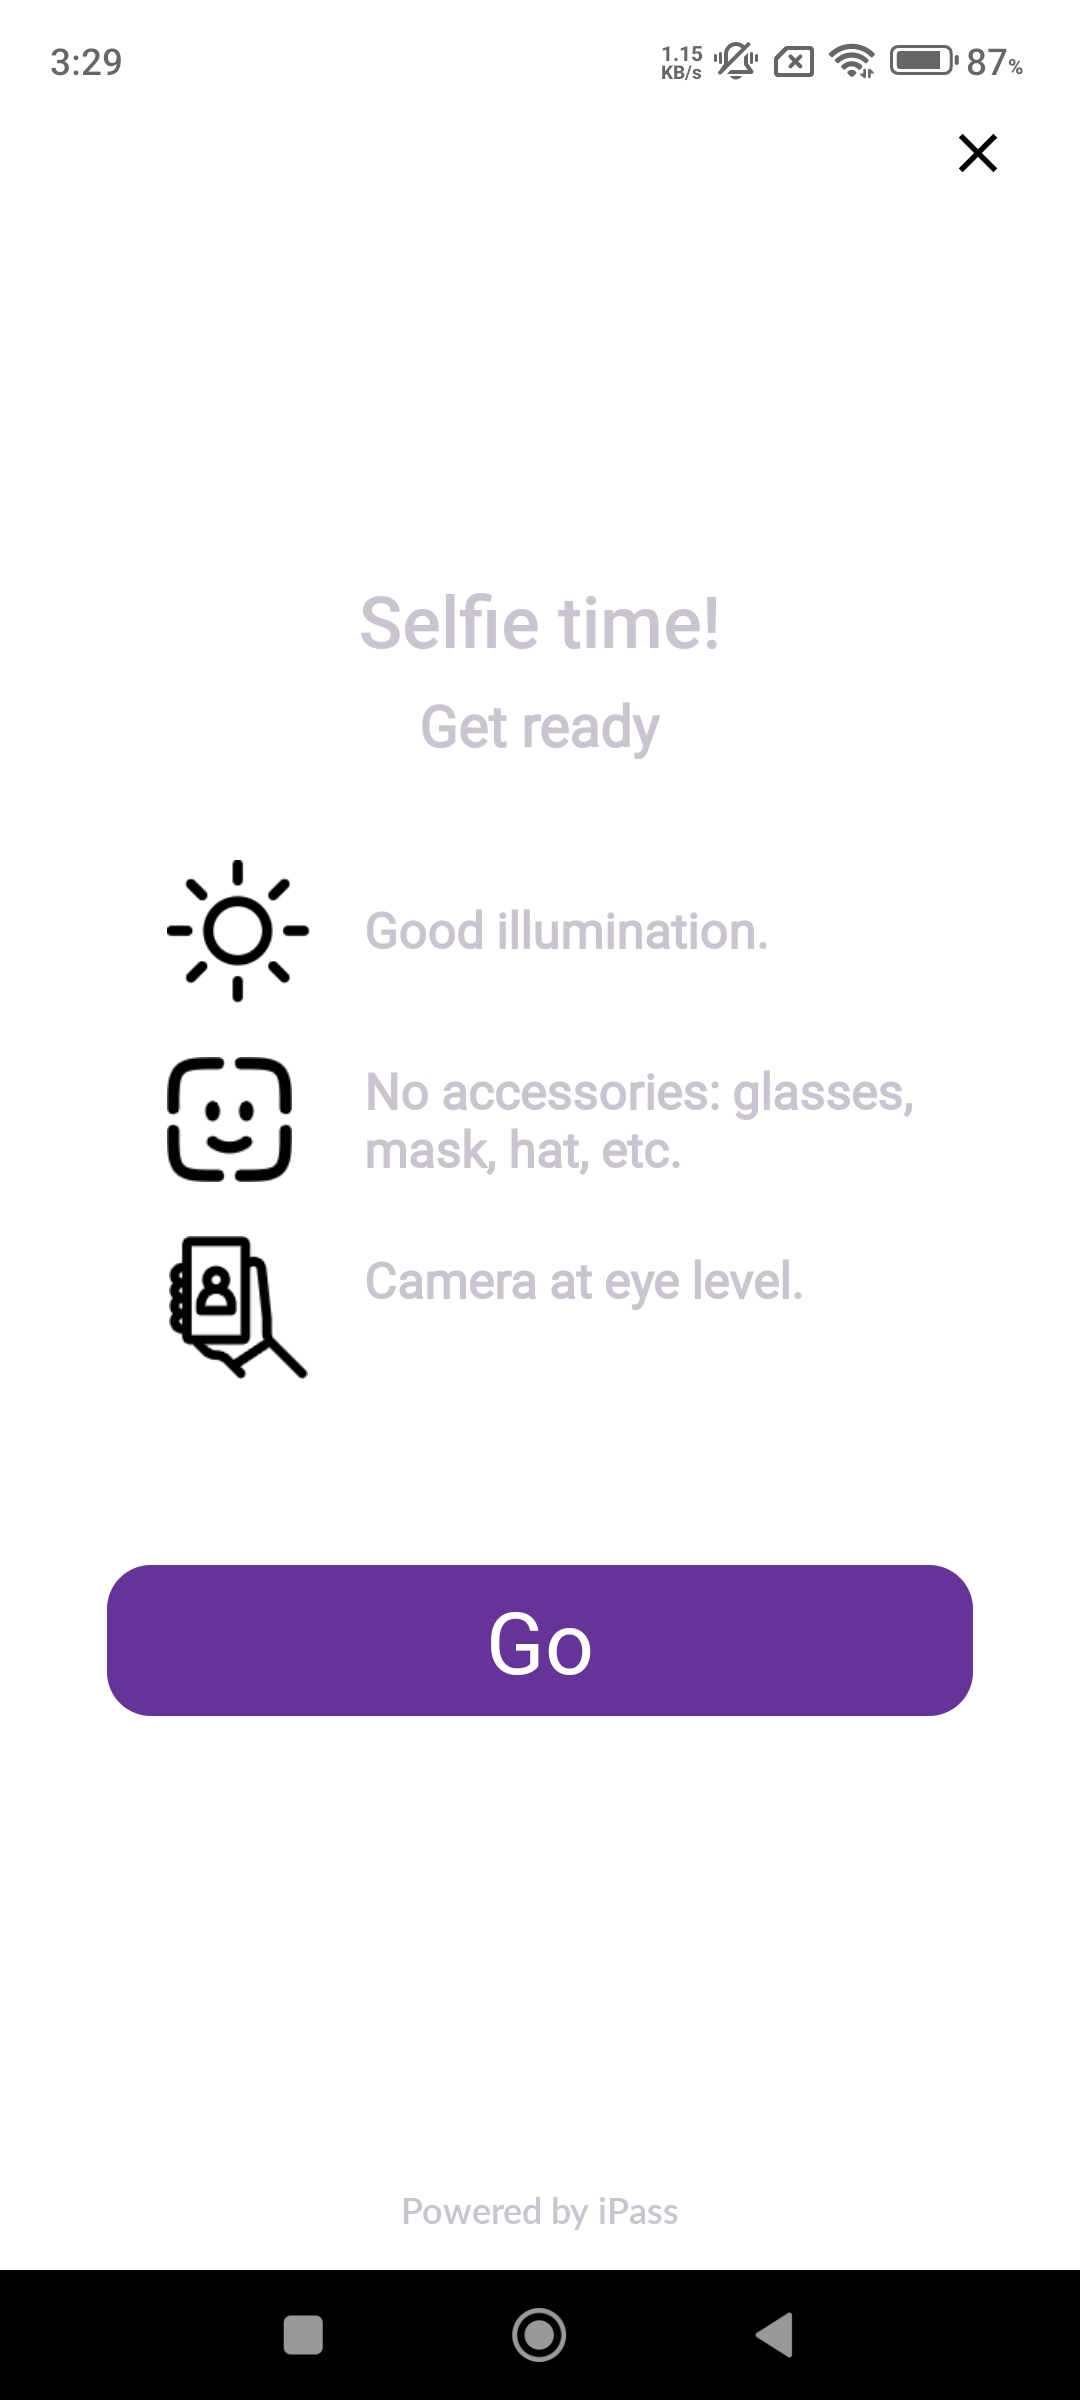 3:29
1.15
KB/s
87%
Selfie time!
Get ready
Good illumination.
No accessories: glasses,
mask, hat, etc.
Camera at eye level.
Go
Powered by iPass